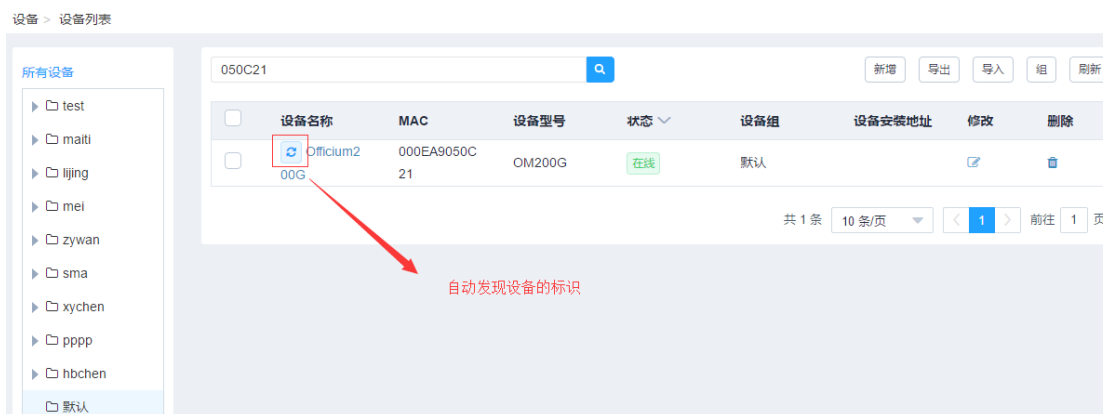 设备 > 设备列表
所有设备
test
maiti
lijing
mei
zywan
sma
xychen
pppp
hbchen
默认
050C21
新增 导出 导入 组 刷新
设备名称 MAC 设备型号 状态 设备组 设备安装地址 修改 删除
Officium2 000EA9050C OM200G 在线 默认
00G 21
共 1 条 10 条/页 < 1 > 前往 1 页
自动发现设备的标识